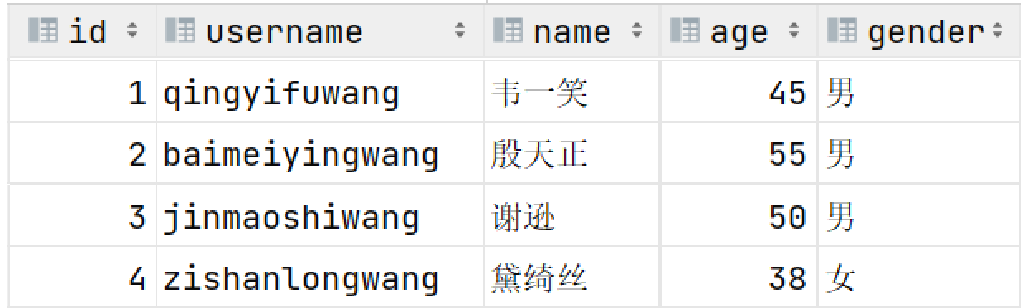 id username name age gender
1 qingyifuwang 韦一笑 45 男
2 baimeiyingwang 殷天正 55 男
3 jinmaoshiwang 谢逊 50 男
4 zishanlongwang 黛绮丝 38 女